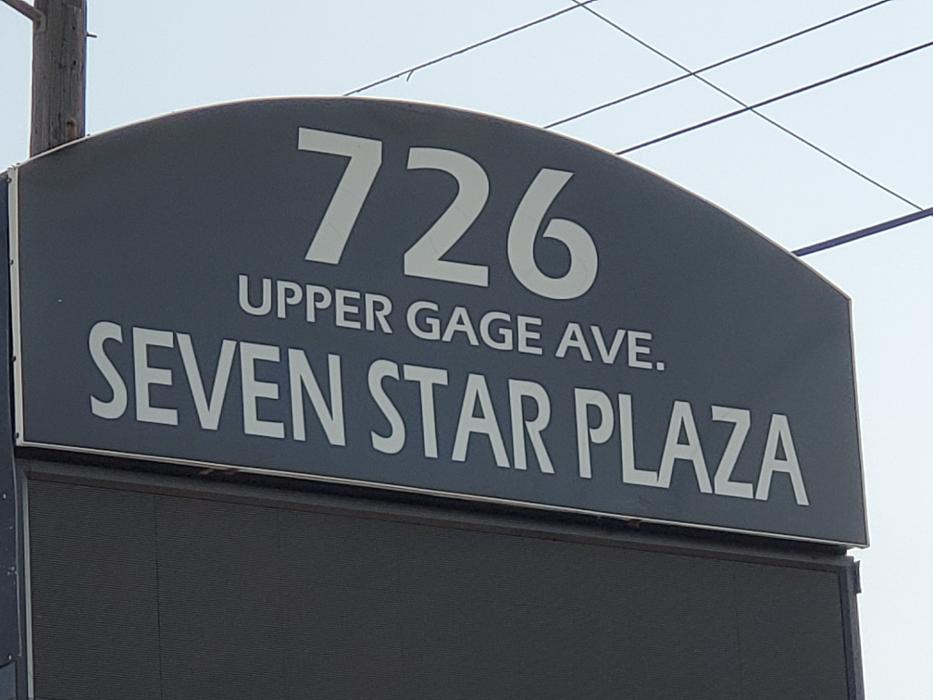 726
UPPER GAGE AVE.
SEVEN STAR PLAZA